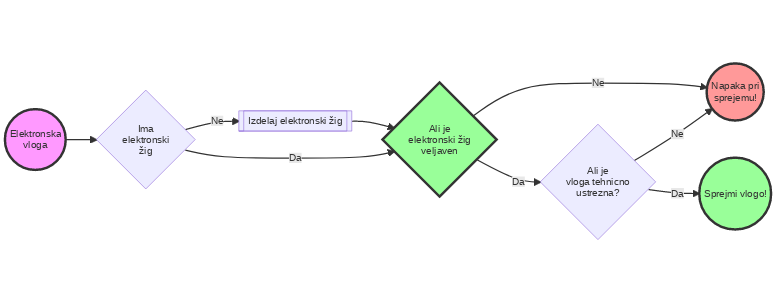 Elektronska
vloga
Ima
elektronski
žig
Ne
Izdelaj elektronski žig
Da
Ali je
elektronski žig
veljaven
Ne
Da
Ali je
vloga tehnicno
ustrezna?
Ne
Da
Napaka pri
sprejemu!
Sprejmi vlogo!